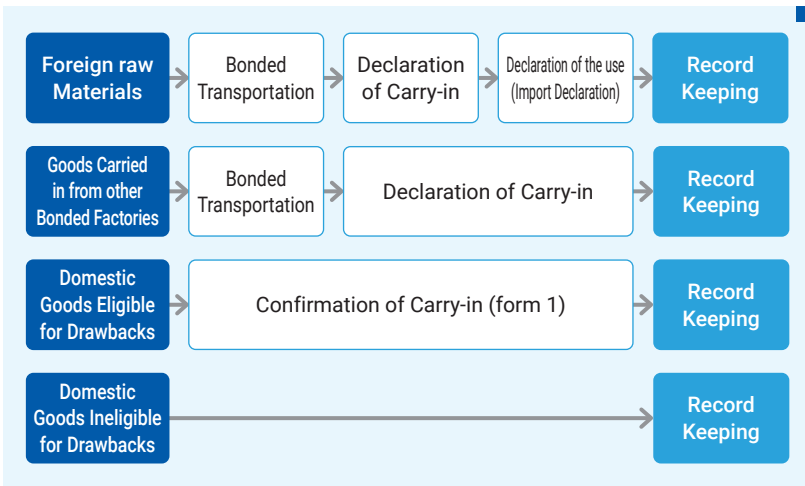 Foreign raw
Materials
Bonded
Transportation
Declaration
of Carry-in
Declaration of the use
(Import Declaration)
Record
Keeping
Goods Carried
in from other
Bonded Factories
Bonded
Transportation
Declaration of Carry-in
Record
Keeping
Domestic
Goods Eligible
for Drawbacks
Confirmation of Carry-in (form 1)
Record
Keeping
Domestic
Goods Ineligible
for Drawbacks
Record
Keeping